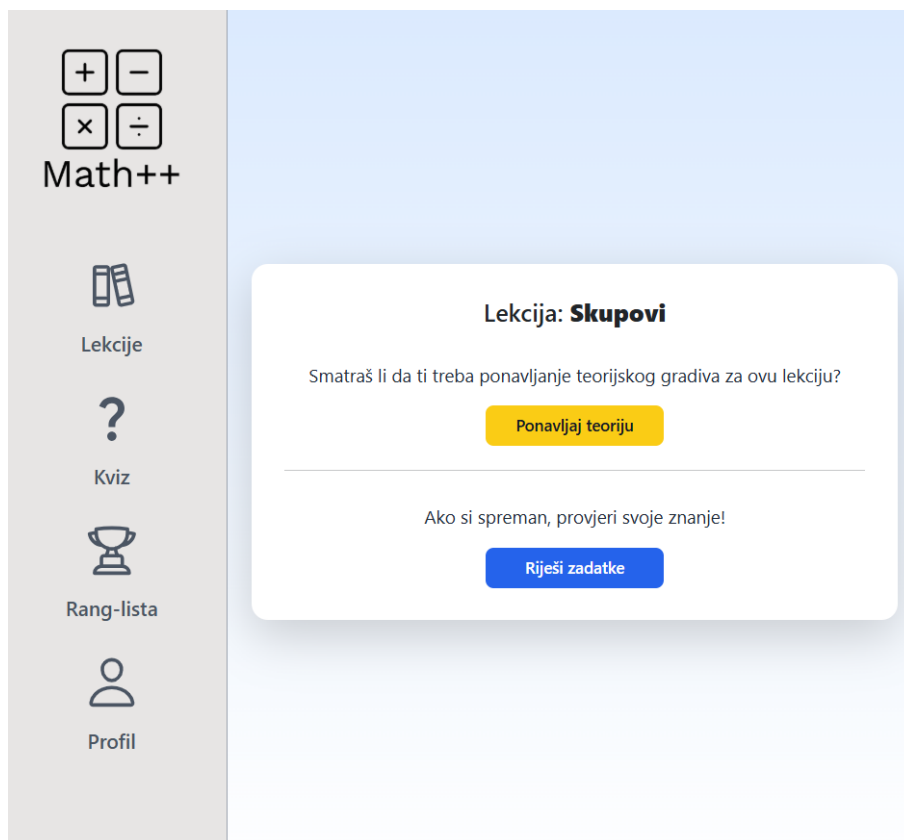 Math++
Lekcije
Kviz
Rang-lista
Profil
Lekcija: Skupovi
Smatraš li da ti treba ponavljanje teorijskog gradiva za ovu lekciju?
Ponavljaj teoriju
Ako si spreman, provjeri svoje znanje!
Riješi zadatke